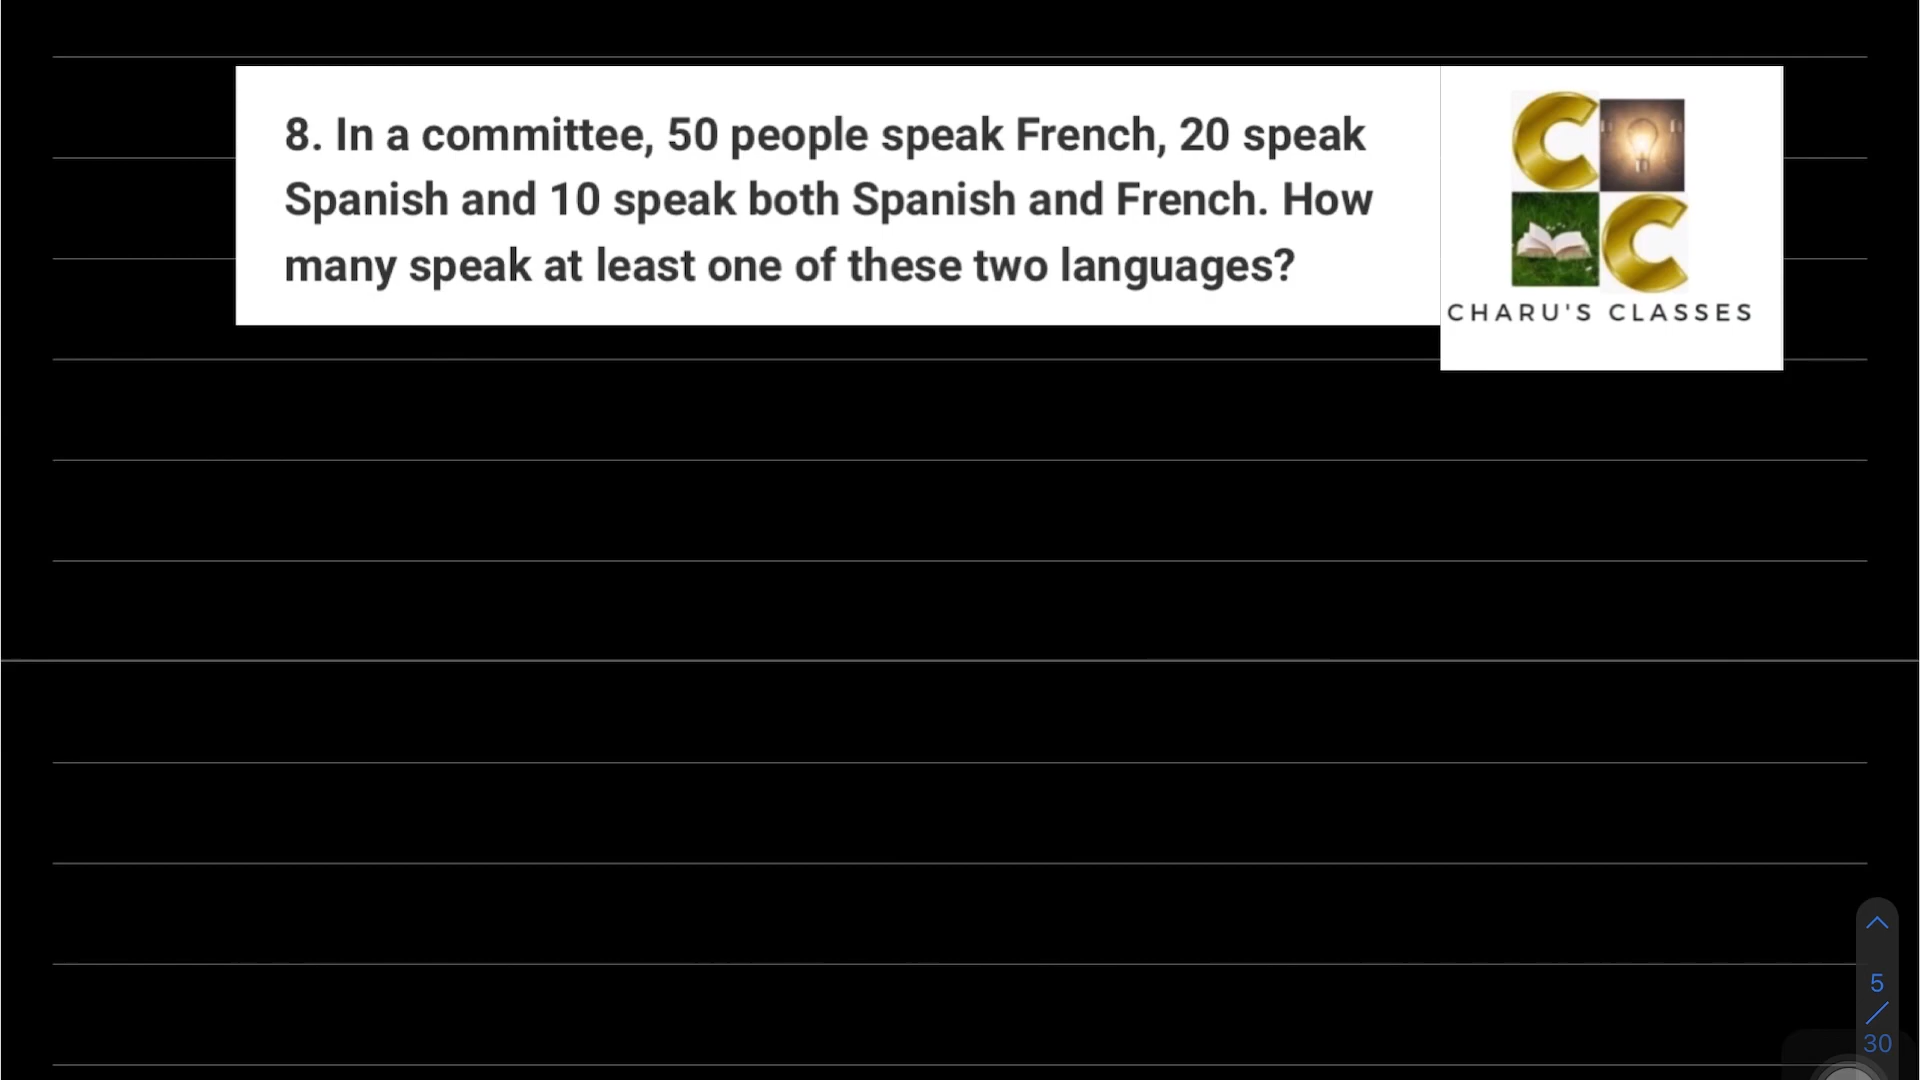 8. In a committee, 50 people speak French, 20 speak
Spanish and 10 speak both Spanish and French. How
many speak at least one of these two languages?
C
C
CHARU'S CLASSES
5
/
30